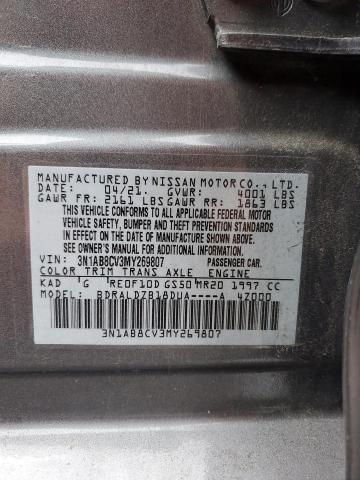 MANUFACTURED BY NISSAN MOTOR CO., LTD.
DATE: 04/21. GVWR: 4001 LBS
GAWR FR: 2161 LBS GAWR RR: 1863 LBS
THIS VEHICLE CONFORMS TO ALL APPLICABLE FEDERAL MOTOR
VEHICLE SAFETY, BUMPER AND THEFT PREVENTION STANDARDS
IN EFFECT ON THE DATE OF MANUFACTURE SHOWN ABOVE.
SEE OWNER'S MANUAL FOR ADDITIONAL INFORMATION.
VIN: 3N1AB8CV3MY269807 PASSENGER CAR.
COLOR TRIM TRANS AXLE ENGINE
KAD G RE0F10D GS50 MR20 1997 CC
MODEL: BDRALDZB18DUA----A 4Z000
3N1AB8CV3MY269807